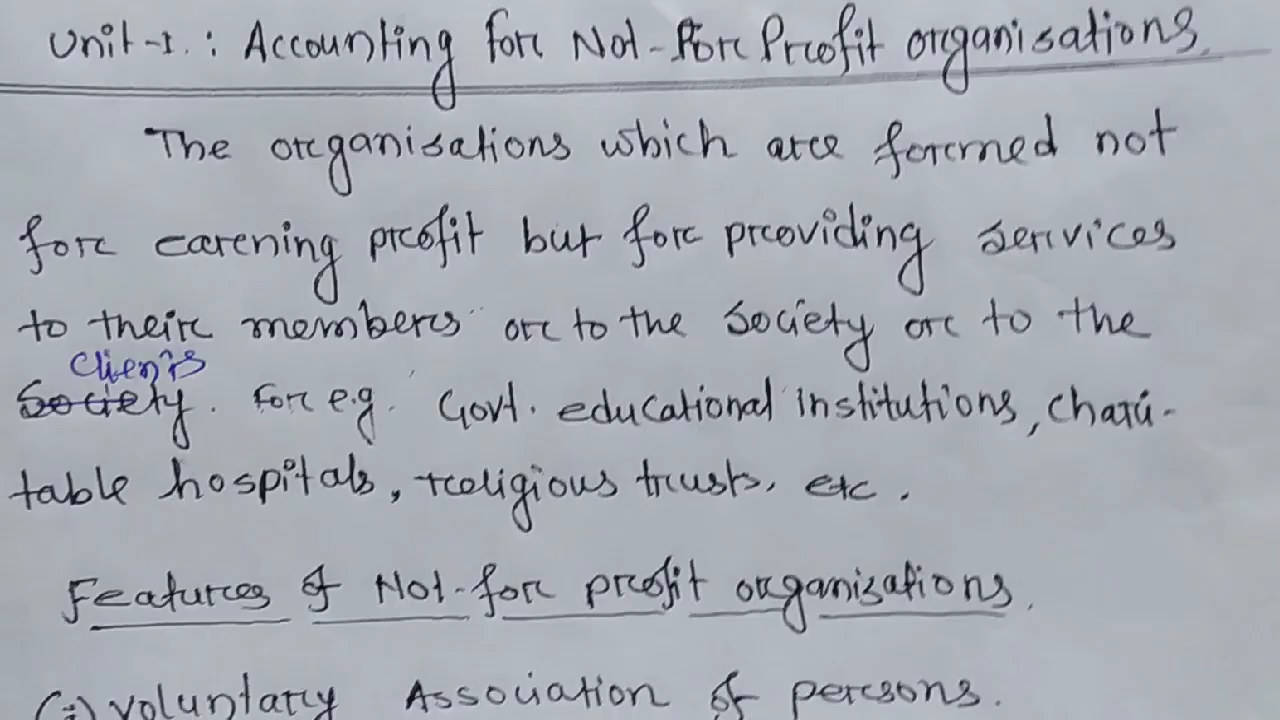 Unit-I. : Accounting for Not-For Profit organisations.
The organisations which are formed not
for earning profit but for providing services
to their members or to the society or to the
Clients
Society. For e.g. Govt. educational institutions, chari-
table hospitals, religious trusts, etc.
Features of Not-for profit organisations.
(i) Voluntary Association of persons.